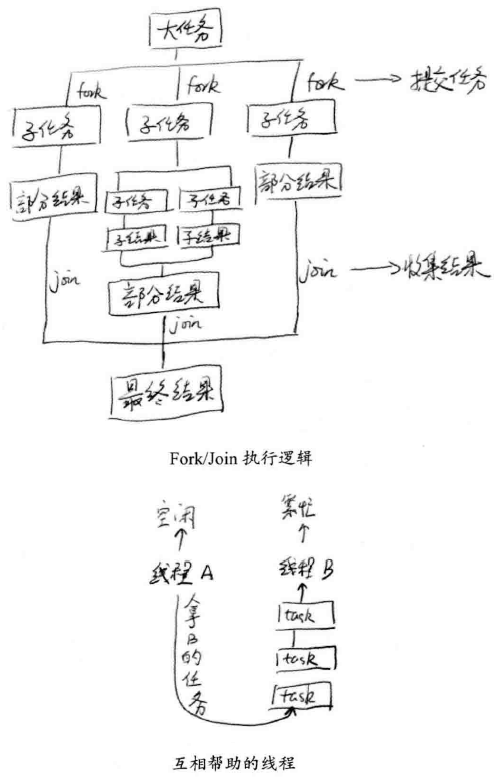 大任务
fork fork fork 提交任务
子任务 子任务 子任务
部分结果 子任务 子任务 部分结果
子结果 子结果
join 部分结果 join 收集结果
join
最终结果
Fork/Join 执行逻辑
空闲 繁忙
线程 A 线程 B
拿B的任务
task
task
task
互相帮助的线程